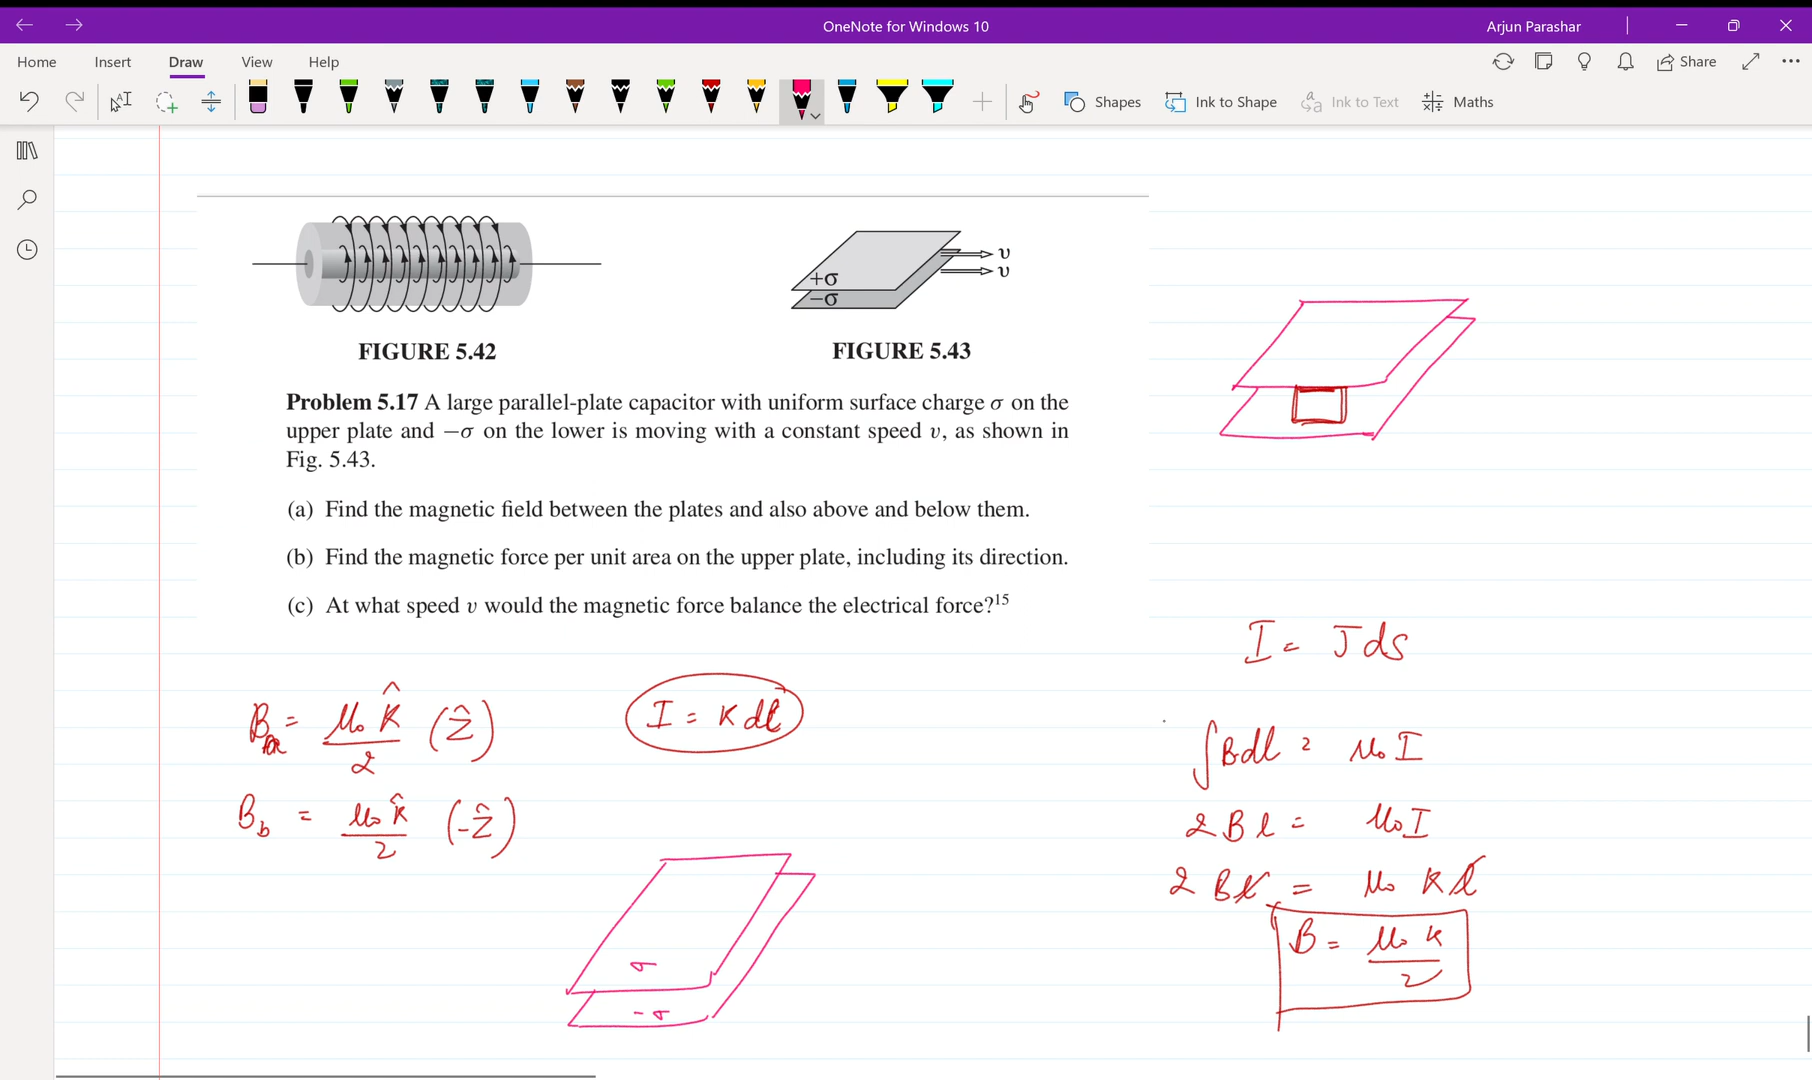 OneNote for Windows 10
Arjun Parashar
Home Insert Draw View Help
Share
Shapes Ink to Shape Ink to Text Maths
+σ
−σ
υ
υ
FIGURE 5.42
FIGURE 5.43
Problem 5.17 A large parallel-plate capacitor with uniform surface charge σ on the
upper plate and −σ on the lower is moving with a constant speed υ, as shown in
Fig. 5.43.
(a) Find the magnetic field between the plates and also above and below them.
(b) Find the magnetic force per unit area on the upper plate, including its direction.
(c) At what speed υ would the magnetic force balance the electrical force?¹⁵
I = J ds
B = μ₀ K̂ / 2 (ẑ)
I = K dl
∫B dl = μ₀ I
B_b = μ₀ K̂ / 2 (-ẑ)
2 B l = μ₀ I
2 B l = μ₀ K l
B = μ₀ K / 2
σ
- σ